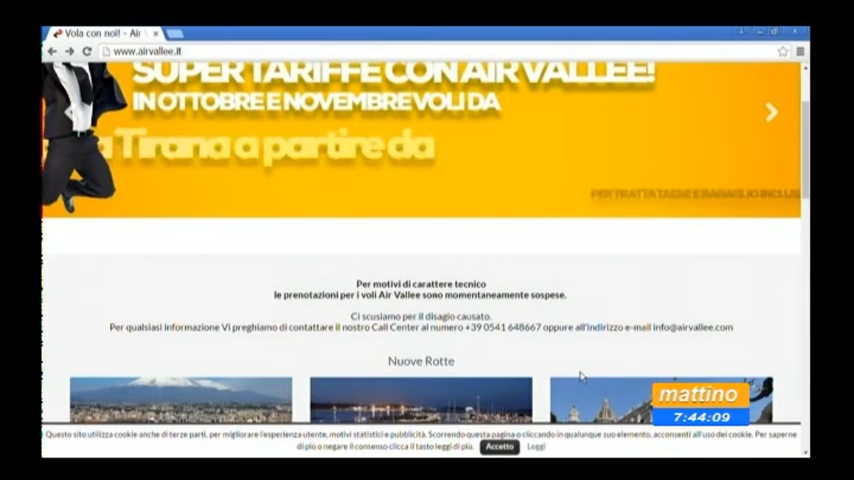 Vola con noi! - Air V
www.airvallee.it
SUPER TARIFFE CON AIR VALLEE!
IN OTTOBRE E NOVEMBRE VOLI DA
a Tirana a partire da
PER TRATTA TASSE E BAGAGLIO INCLUS
Per motivi di carattere tecnico
le prenotazioni per i voli Air Vallee sono momentaneamente sospese.
Ci scusiamo per il disagio causato.
Per qualsiasi informazione Vi preghiamo di contattare il nostro Call Center al numero +39 0541 648667 oppure all'indirizzo e-mail info@airvallee.com
Nuove Rotte
mattino
7:44:09
Questo sito utilizza cookie anche di terze parti, per migliorare l'esperienza utente, motivi statistici e pubblicità. Scorrendo questa pagina o cliccando in qualunque suo elemento, acconsenti all'uso dei cookie. Per saperne
di più o negare il consenso clicca il tasto leggi di più. Accetto Leggi